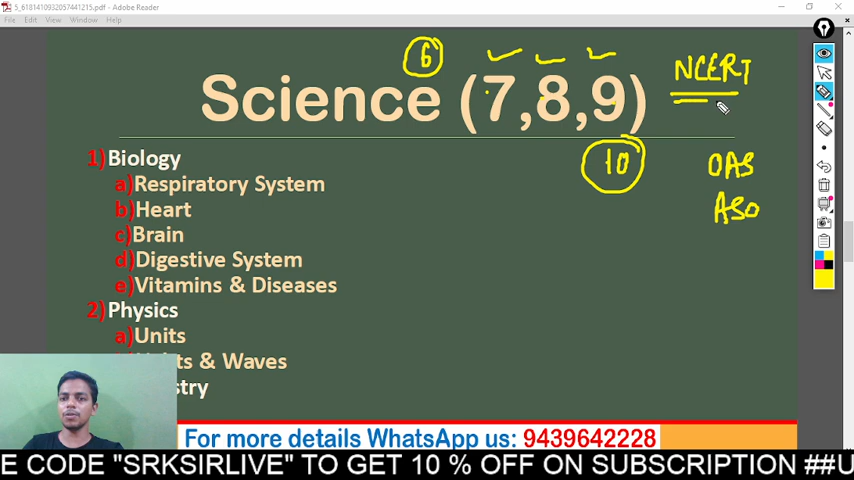 5_6181410932057441215.pdf - Adobe Reader
File Edit View Window Help
6
Science (7,8,9)
NCERT
10
OAS
ASO
1)Biology
a)Respiratory System
b)Heart
c)Brain
d)Digestive System
e)Vitamins & Diseases
2)Physics
a)Units
ts & Waves
stry
For more details WhatsApp us: 9439642228
E CODE "SRKSIRLIVE" TO GET 10 % OFF ON SUBSCRIPTION ##U